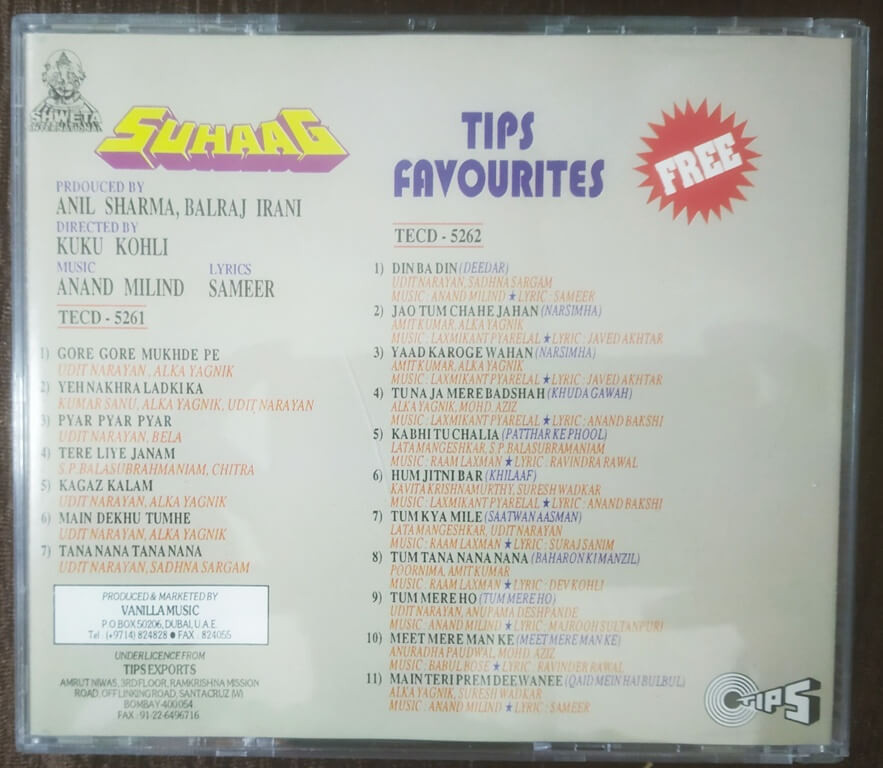 SHWETA
INTERNATIONAL
SUHAAG
PRDOUCED BY
ANIL SHARMA, BALRAJ IRANI
DIRECTED BY
KUKU KOHLI
MUSIC LYRICS
ANAND MILIND SAMEER
TECD - 5261
1) GORE GORE MUKHDE PE
UDIT NARAYAN, ALKA YAGNIK
2) YEH NAKHRA LADKI KA
KUMAR SANU, ALKA YAGNIK, UDIT NARAYAN
3) PYAR PYAR PYAR
UDIT NARAYAN, BELA
4) TERE LIYE JANAM
S.P.BALASUBRAHMANIAM, CHITRA
5) KAGAZ KALAM
UDIT NARAYAN, ALKA YAGNIK
6) MAIN DEKHU TUMHE
UDIT NARAYAN, ALKA YAGNIK
7) TANA NANA TANA NANA
UDIT NARAYAN, SADHNA SARGAM
PRODUCED & MARKETED BY
VANILLA MUSIC
P.O BOX 50206, DUBAI, U.A.E.
Tel : (+9714) 824828 ● FAX : 824055
UNDER LICENCE FROM
TIPS EXPORTS
AMRUT NIWAS, 3RD FLOOR, RAMKRISHNA MISSION
ROAD, OFF LINKING ROAD, SANTACRUZ (W)
BOMBAY-400 054
FAX : 91-22-6496716
TIPS
FAVOURITES
FREE
TECD - 5262
1) DIN BA DIN (DEEDAR)
UDIT NARAYAN, SADHNA SARGAM
MUSIC : ANAND MILIND ★ LYRIC : SAMEER
2) JAO TUM CHAHE JAHAN (NARSIMHA)
AMIT KUMAR, ALKA YAGNIK
MUSIC : LAXMIKANT PYARELAL ★ LYRIC : JAVED AKHTAR
3) YAAD KAROGE WAHAN (NARSIMHA)
AMIT KUMAR, ALKA YAGNIK
MUSIC : LAXMIKANT PYARELAL ★ LYRIC : JAVED AKHTAR
4) TU NA JA MERE BADSHAH (KHUDA GAWAH)
ALKA YAGNIK, MOHD. AZIZ
MUSIC : LAXMIKANT PYARELAL ★ LYRIC : ANAND BAKSHI
5) KABHI TU CHALIA (PATTHAR KE PHOOL)
LATA MANGESHKAR, S.P. BALASUBRAMANIAM
MUSIC : RAAM LAXMAN ★ LYRIC : RAVINDRA RAWAL
6) HUM JITNI BAR (KHILAAF)
KAVITA KRISHNAMURTHY, SURESH WADKAR
MUSIC : LAXMIKANT PYARELAL ★ LYRIC : ANAND BAKSHI
7) TUM KYA MILE (SAATWAN AASMAN)
LATA MANGESHKAR, UDIT NARAYAN
MUSIC : RAAM LAXMAN ★ LYRIC : SURAJ SANIM
8) TUM TANA NANA NANA (BAHARON KI MANZIL)
POORNIMA, AMIT KUMAR
MUSIC : RAAM LAXMAN ★ LYRIC : DEV KOHLI
9) TUM MERE HO (TUM MERE HO)
UDIT NARAYAN, ANUPAMA DESHPANDE
MUSIC : ANAND MILIND ★ LYRIC : MAJROOH SULTANPURI
10) MEET MERE MAN KE (MEET MERE MAN KE)
ANURADHA PAUDWAL, MOHD. AZIZ
MUSIC : BABUL BOSE ★ LYRIC : RAVINDER RAWAL
11) MAIN TERI PREM DEEWANEE (QAID MEIN HAI BULBUL)
ALKA YAGNIK, SURESH WADKAR
MUSIC : ANAND MILIND ★ LYRIC : SAMEER
TIPS